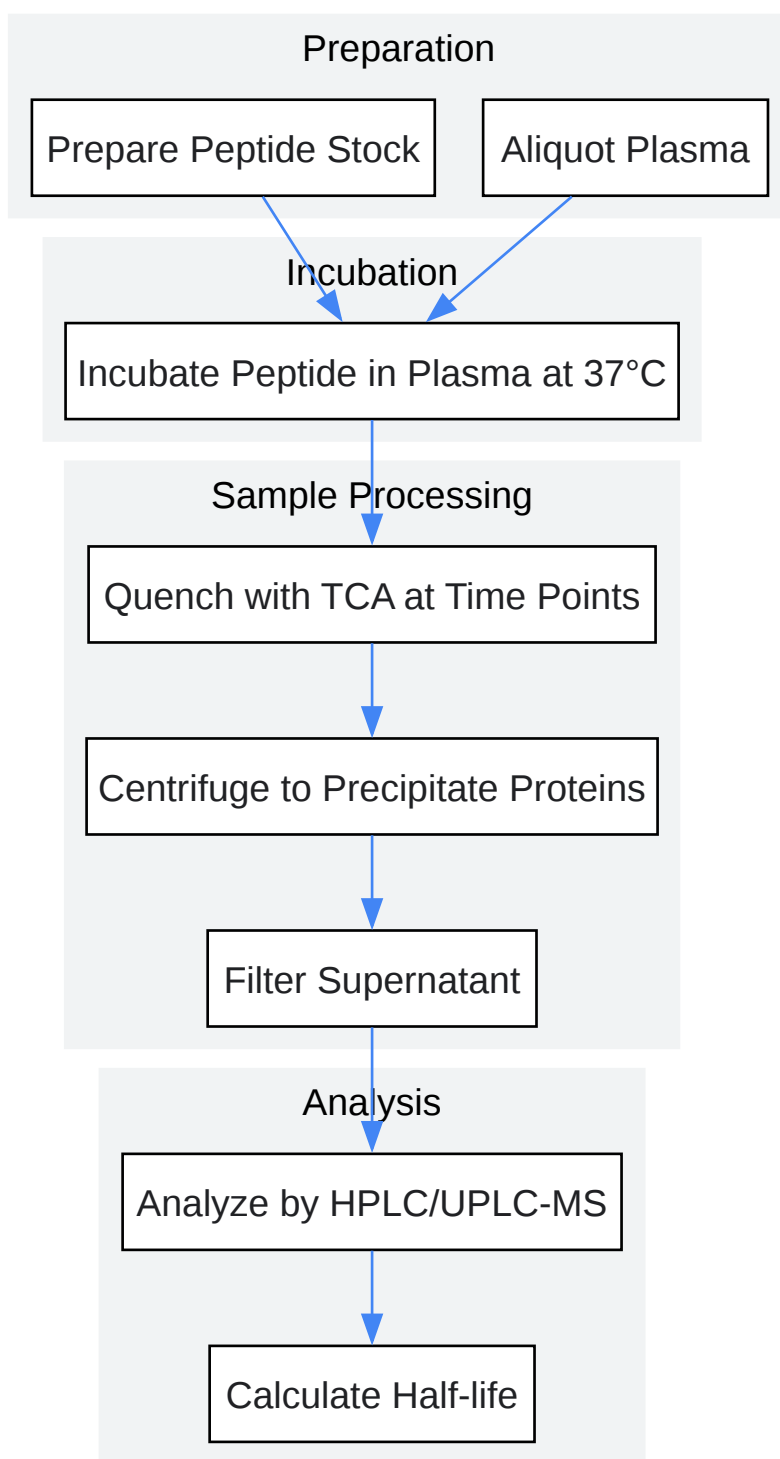 Preparation
Prepare Peptide Stock
Aliquot Plasma
Incubation
Incubate Peptide in Plasma at 37°C
Sample Processing
Quench with TCA at Time Points
Centrifuge to Precipitate Proteins
Filter Supernatant
Analysis
Analyze by HPLC/UPLC-MS
Calculate Half-life